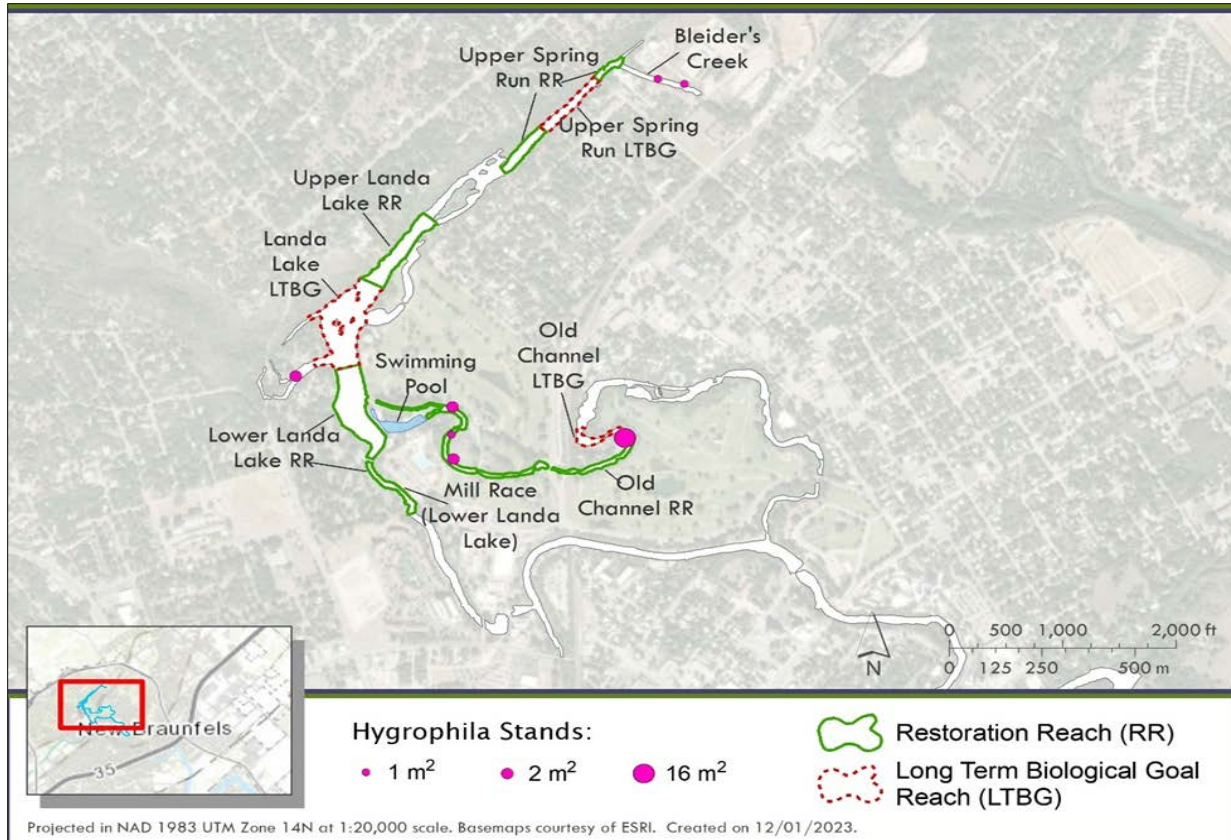 Bleider's
Creek
Upper Spring
Run RR
Upper Spring
Run LTBG
Upper Landa
Lake RR
Landa
Lake
LTBG
Old
Channel
LTBG
Swimming
Pool
Lower Landa
Lake RR
Mill Race
(Lower Landa
Lake)
Old
Channel RR
N
0 500 1,000 2,000 ft
0 125 250 500 m
New Braunfels
35
Hygrophila Stands:
1 m²
2 m²
16 m²
Restoration Reach (RR)
Long Term Biological Goal
Reach (LTBG)
Projected in NAD 1983 UTM Zone 14N at 1:20,000 scale. Basemaps courtesy of ESRI. Created on 12/01/2023.